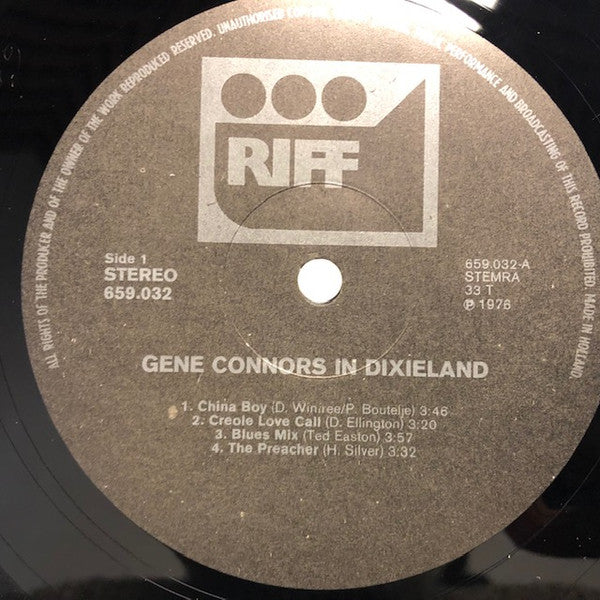 ALL RIGHTS OF THE PRODUCER AND OF THE OWNER OF THE WORK REPRODUCED RESERVED. UNAUTHORISED
PERFORMANCE AND BROADCASTING OF THIS RECORD PROHIBITED. MADE IN HOLLAND.
RIFF
Side 1
STEREO
659.032
659.032-A
STEMRA
33 T
℗ 1976
GENE CONNORS IN DIXIELAND
1. China Boy (D. Winfree/P. Boutelje) 3:46
2. Creole Love Call (D. Ellington) 3:20
3. Blues Mix (Ted Easton) 3:57
4. The Preacher (H. Silver) 3:32